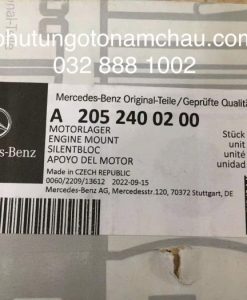 phutungotonamchau.com
032 888 1002
Mercedes-Benz Original-Teile/Geprüfte Qualitä
A 205 240 02 00
MOTORLAGER
ENGINE MOUNT
SILENTBLOC
APOYO DEL MOTOR
Stück
unit
unité
unidad
MADE IN CZECH REPUBLIC
0060/2209/13612 2022-09-15
Mercedes-Benz AG, Mercedesstr.120, 70372 Stuttgart, DE
s-Benz